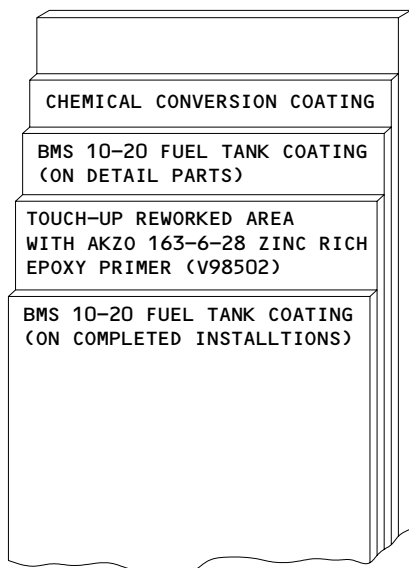 CHEMICAL CONVERSION COATING
BMS 10-20 FUEL TANK COATING
(ON DETAIL PARTS)
TOUCH-UP REWORKED AREA
WITH AKZO 163-6-28 ZINC RICH
EPOXY PRIMER (V98502)
BMS 10-20 FUEL TANK COATING
(ON COMPLETED INSTALLTIONS)